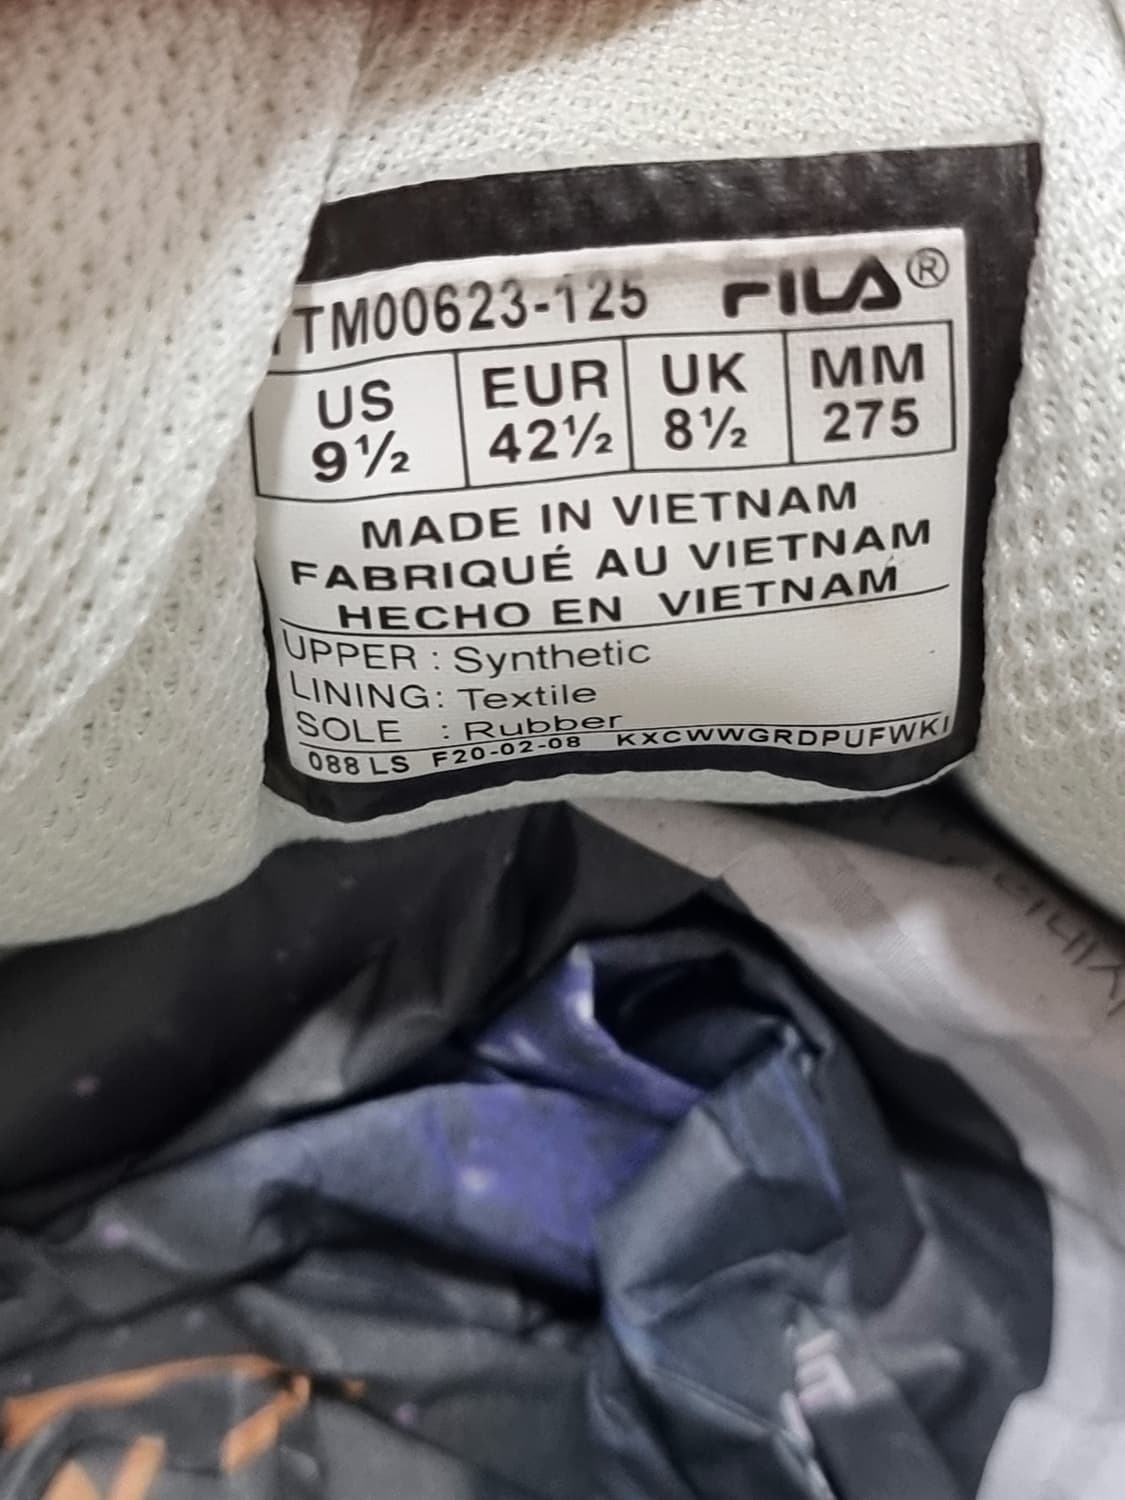 TM00623-125 FILA®
US EUR UK MM
9½ 42½ 8½ 275
MADE IN VIETNAM
FABRIQUÉ AU VIETNAM
HECHO EN VIETNAM
UPPER : Synthetic
LINING: Textile
SOLE : Rubber
088 LS F20-02-08 KXCWWGRDPUFWKI